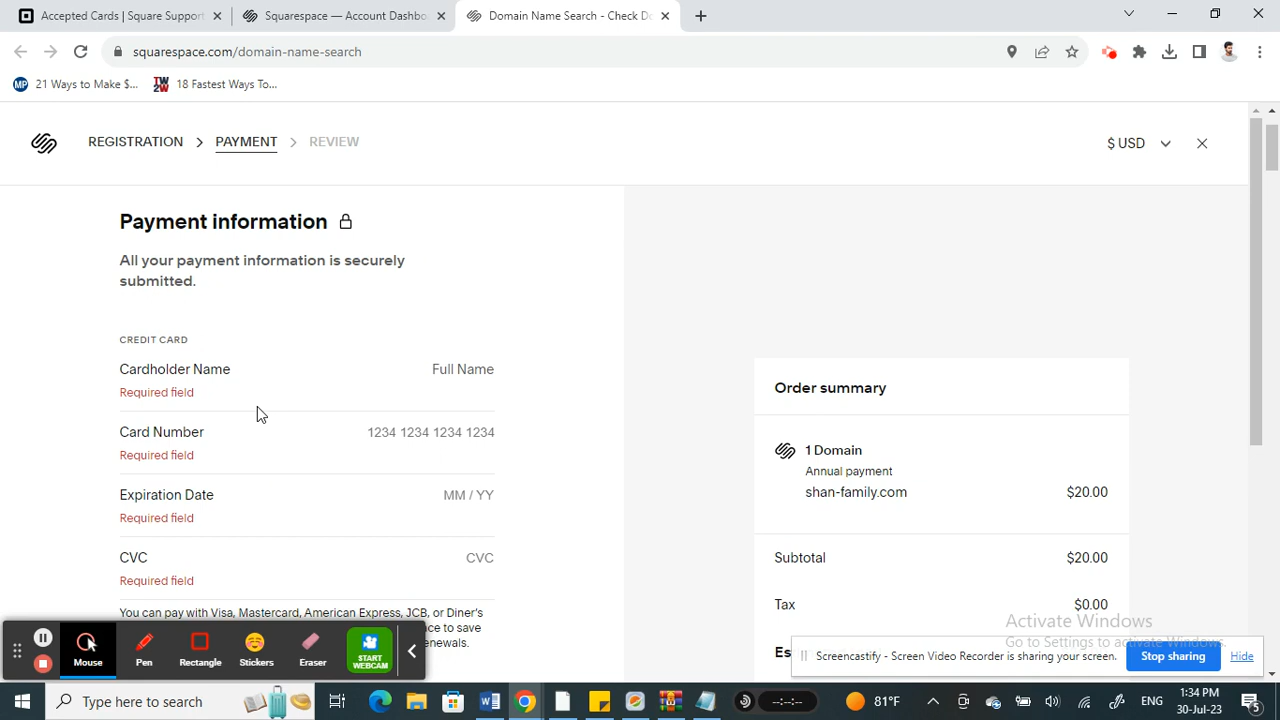 Accepted Cards | Square Support
Squarespace — Account Dashbo
Domain Name Search - Check Do
squarespace.com/domain-name-search
MP 21 Ways to Make $...
TW 2W 18 Fastest Ways To...
REGISTRATION > PAYMENT > REVIEW
$ USD
Payment information
All your payment information is securely
submitted.
CREDIT CARD
Cardholder Name Full Name
Required field
Card Number 1234 1234 1234 1234
Required field
Expiration Date MM / YY
Required field
CVC CVC
Required field
You can pay with Visa, Mastercard, American Express, JCB, or Diner's
ce to save
enewals.
Order summary
1 Domain
Annual payment
shan-family.com $20.00
Subtotal $20.00
Tax $0.00
Es
Activate Windows
Go to Settings to activate Windows.
Screencastify - Screen Video Recorder is sharing your screen. Stop sharing Hide
Mouse Pen Rectangle Stickers Eraser START
WEBCAM
Type here to search
--:--:--
81°F
ENG
1:34 PM
30-Jul-23
5